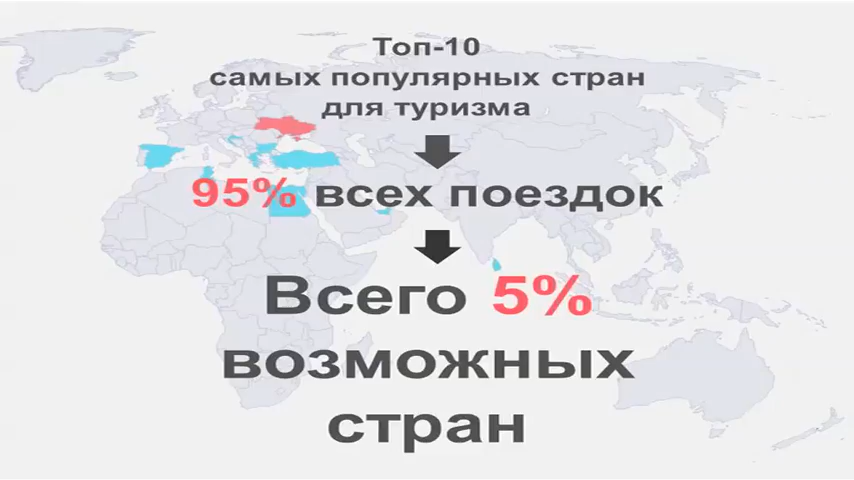 Топ-10
самых популярных стран
для туризма
95% всех поездок
Всего 5%
возможных
стран